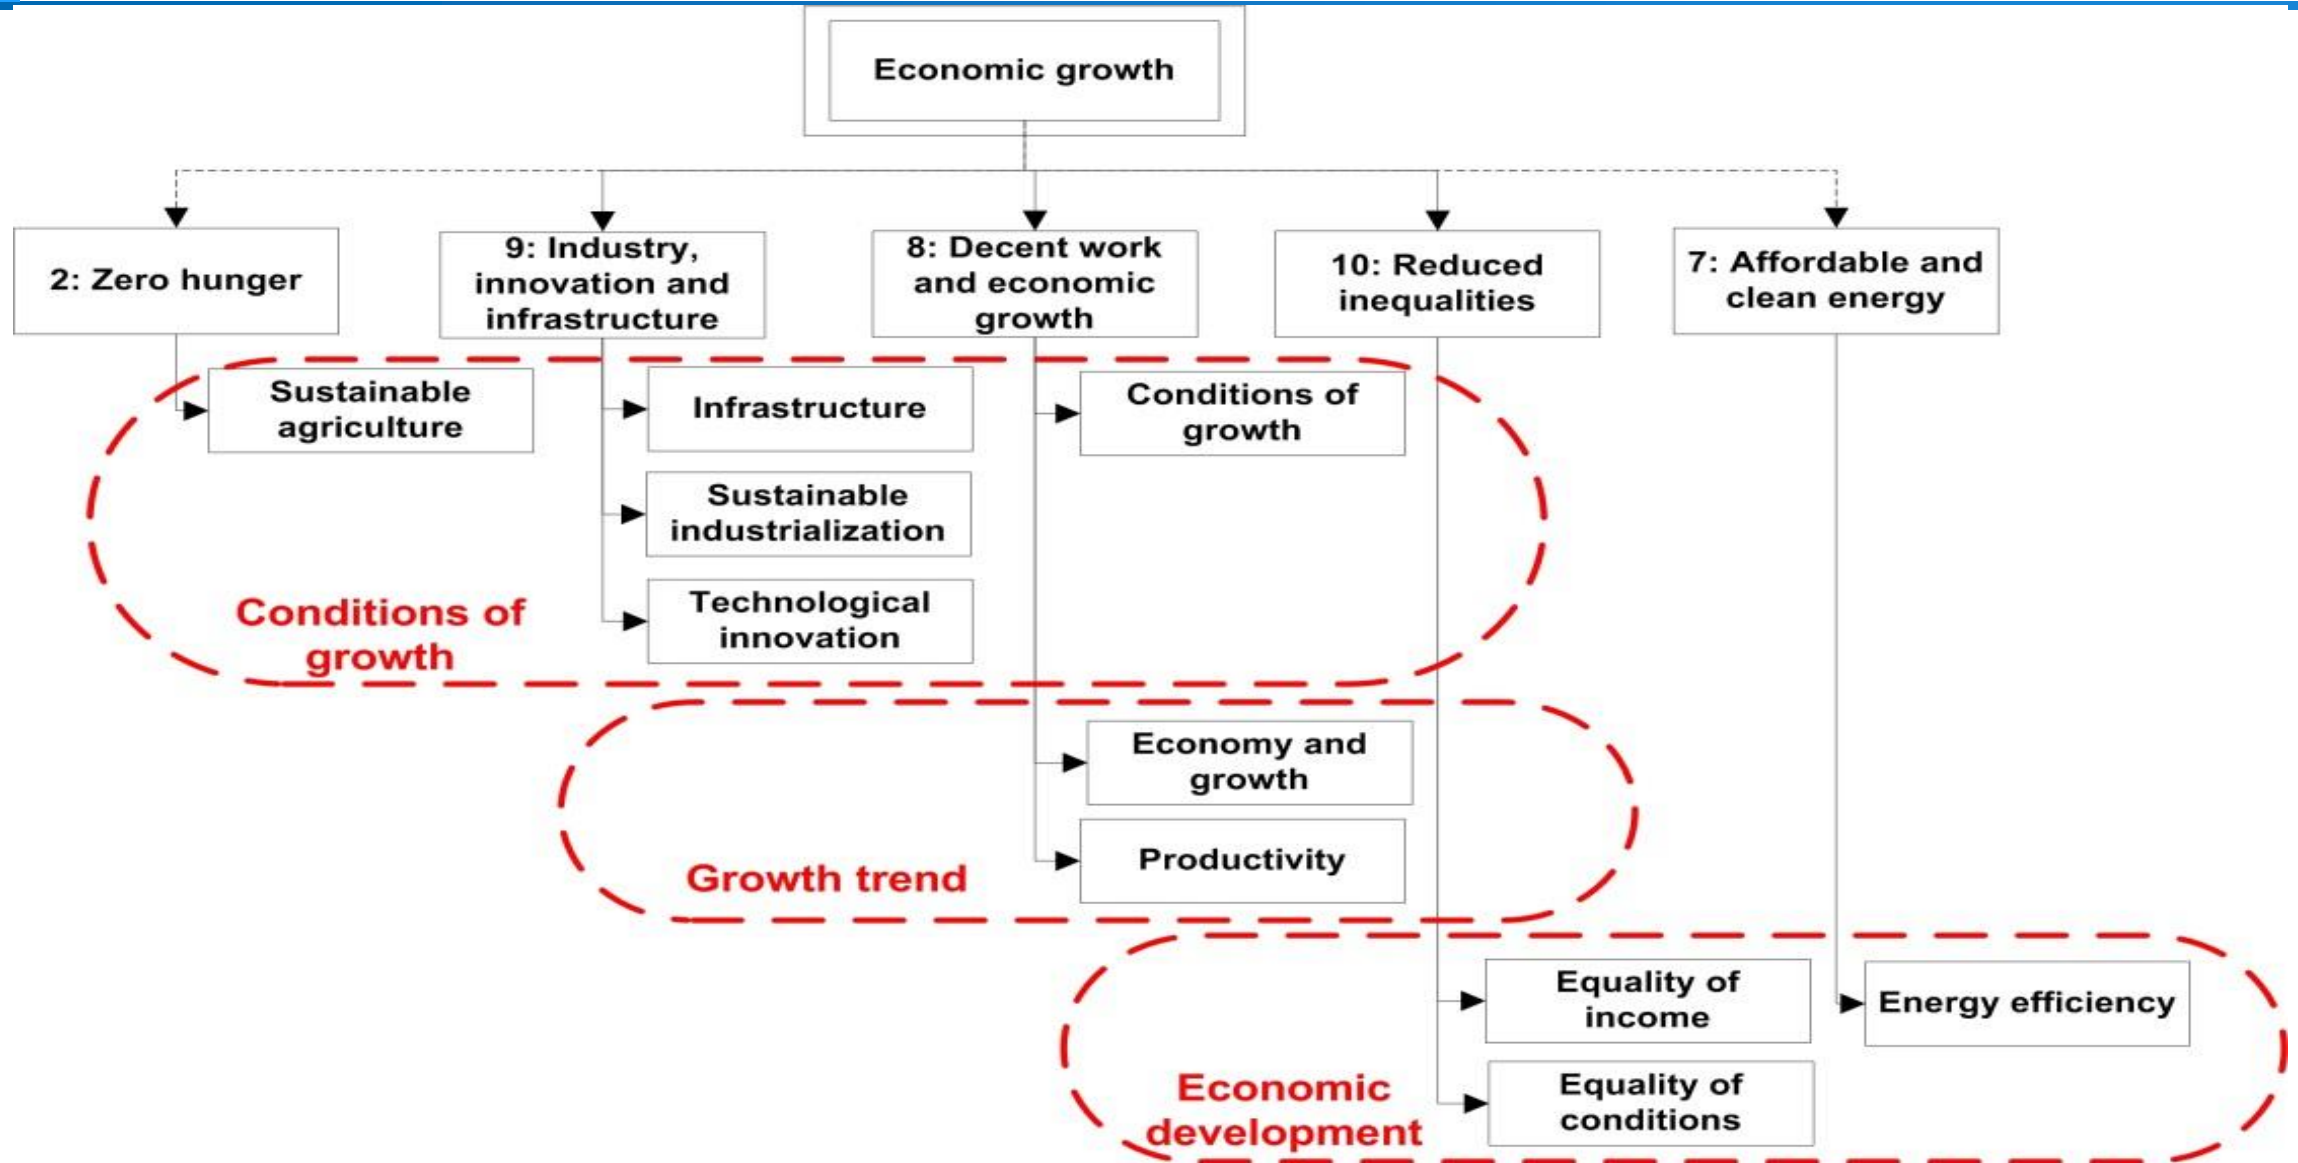 Economic growth
2: Zero hunger
9: Industry,
innovation and
infrastructure
8: Decent work
and economic
growth
10: Reduced
inequalities
7: Affordable and
clean energy
Sustainable
agriculture
Infrastructure
Conditions of
growth
Sustainable
industrialization
Technological
innovation
Conditions of
growth
Economy and
growth
Productivity
Growth trend
Equality of
income
Energy efficiency
Equality of
conditions
Economic
development